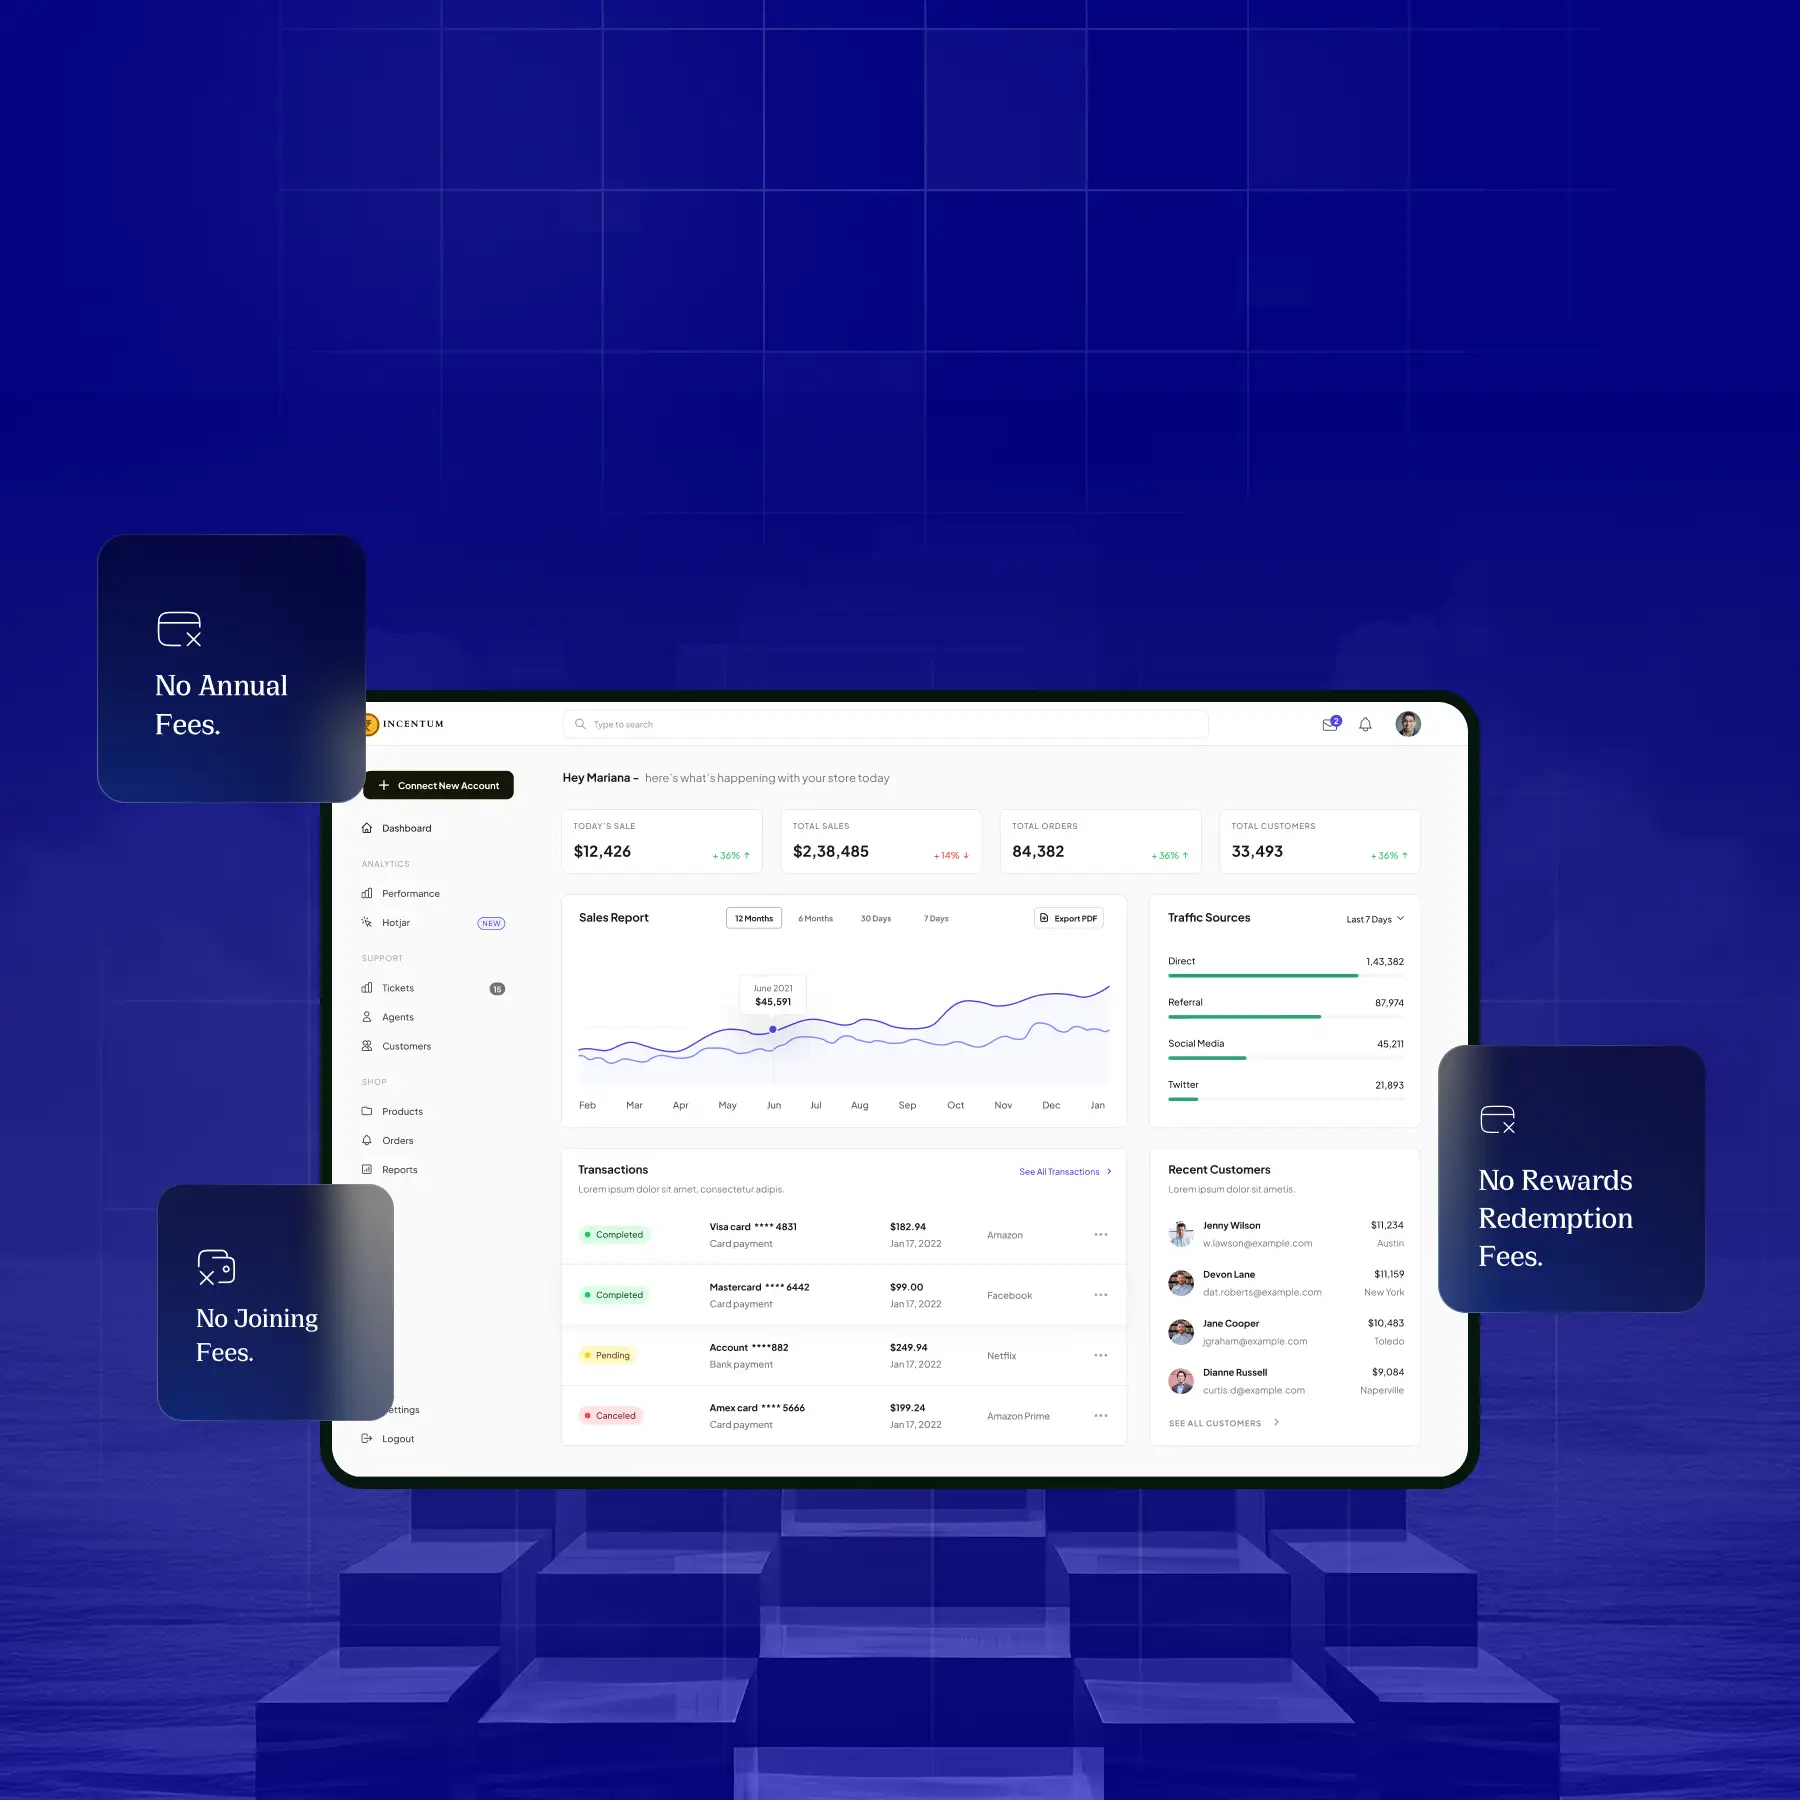 No Annual
Fees.
INCENTUM
Type to search
2
Connect New Account
Dashboard
ANALYTICS
Performance
Hotjar NEW
SUPPORT
Tickets 15
Agents
Customers
SHOP
Products
Orders
Reports
No Joining
Fees.
ettings
Logout
Hey Mariana - here's what's happening with your store today
TODAY'S SALE
$12,426 +36% ↑
TOTAL SALES
$2,38,485 +14% ↓
TOTAL ORDERS
84,382 +36% ↑
TOTAL CUSTOMERS
33,493 +36% ↑
Sales Report 12 Months 6 Months 30 Days 7 Days Export PDF
June 2021
$45,591
Feb Mar Apr May Jun Jul Aug Sep Oct Nov Dec Jan
Traffic Sources Last 7 Days
Direct 1,43,382
Referral 87,974
Social Media 45,211
Twitter 21,893
Transactions See All Transactions
Lorem ipsum dolor sit amet, consectetur adipis.
Completed Visa card **** 4831 $182.94 Amazon
Card payment Jan 17, 2022
Completed Mastercard **** 6442 $99.00 Facebook
Card payment Jan 17, 2022
Pending Account ****882 $249.94 Netflix
Bank payment Jan 17, 2022
Canceled Amex card **** 5666 $199.24 Amazon Prime
Card payment Jan 17, 2022
Recent Customers
Lorem ipsum dolor sit ametis.
Jenny Wilson $11,234
w.lawson@example.com Austin
Devon Lane $11,159
dat.roberts@example.com New York
Jane Cooper $10,483
jgraham@example.com Toledo
Dianne Russell $9,084
curtis.d@example.com Naperville
SEE ALL CUSTOMERS
No Rewards
Redemption
Fees.